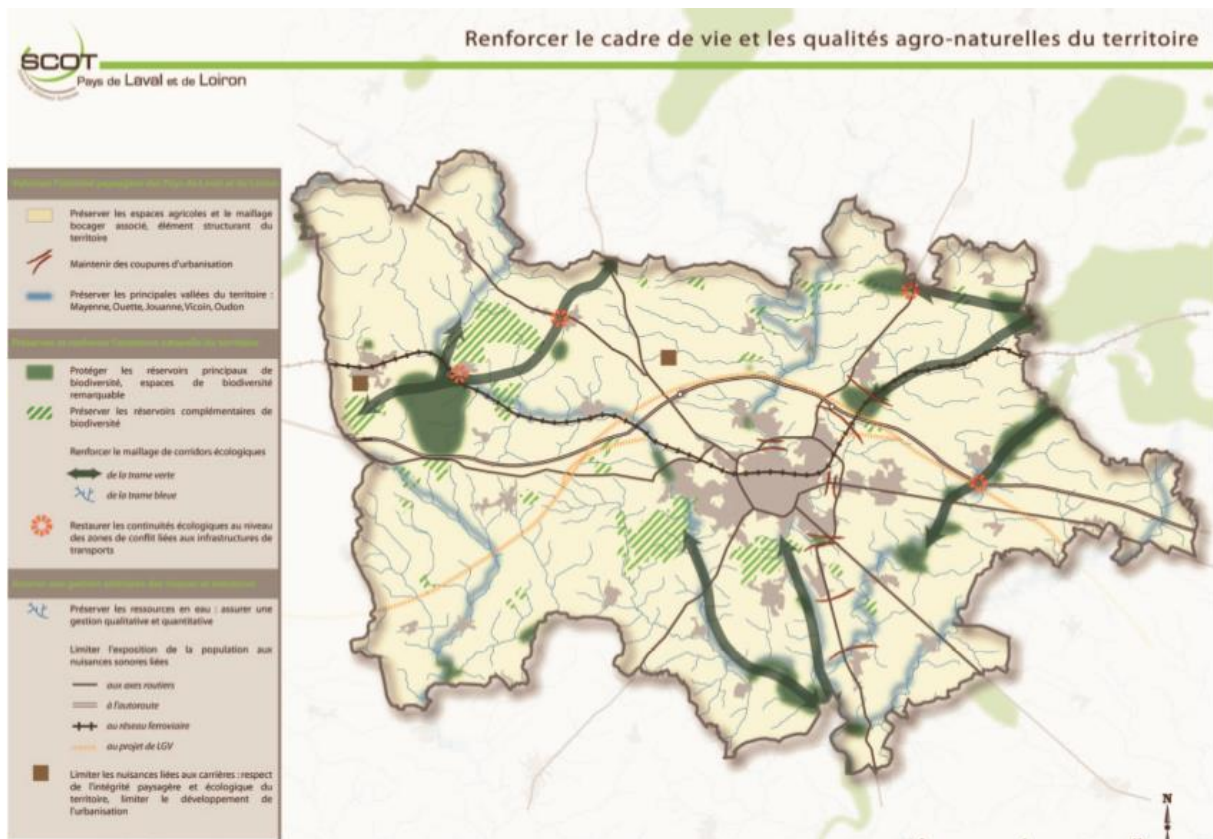 Renforcer le cadre de vie et les qualités agro-naturelles du territoire
SCOT
Pays de Laval et de Loiron
Préserver les espaces agricoles et le maillage
bocager associé, élément structurant du
territoire
Maintenir des coupures d'urbanisation
Préserver les principales vallées du territoire :
Mayenne, Ouette, Jouanne, Vicoin, Oudon
Protéger les réservoirs principaux de
biodiversité, espaces de biodiversité
remarquable
Préserver les réservoirs complémentaires de
biodiversité
Renforcer le maillage de corridors écologiques
de la trame verte
de la trame bleue
Restaurer les continuités écologiques au niveau
des zones de conflit liées aux infrastructures de
transports
Préserver les ressources en eau : assurer une
gestion qualitative et quantitative
Limiter l'exposition de la population aux
nuisances sonores liées
aux axes routiers
à l'autoroute
au réseau ferroviaire
au projet de LGV
Limiter les nuisances liées aux carrières : respect
de l'intégrité paysagère et écologique du
territoire, limiter le développement de
l'urbanisation
N